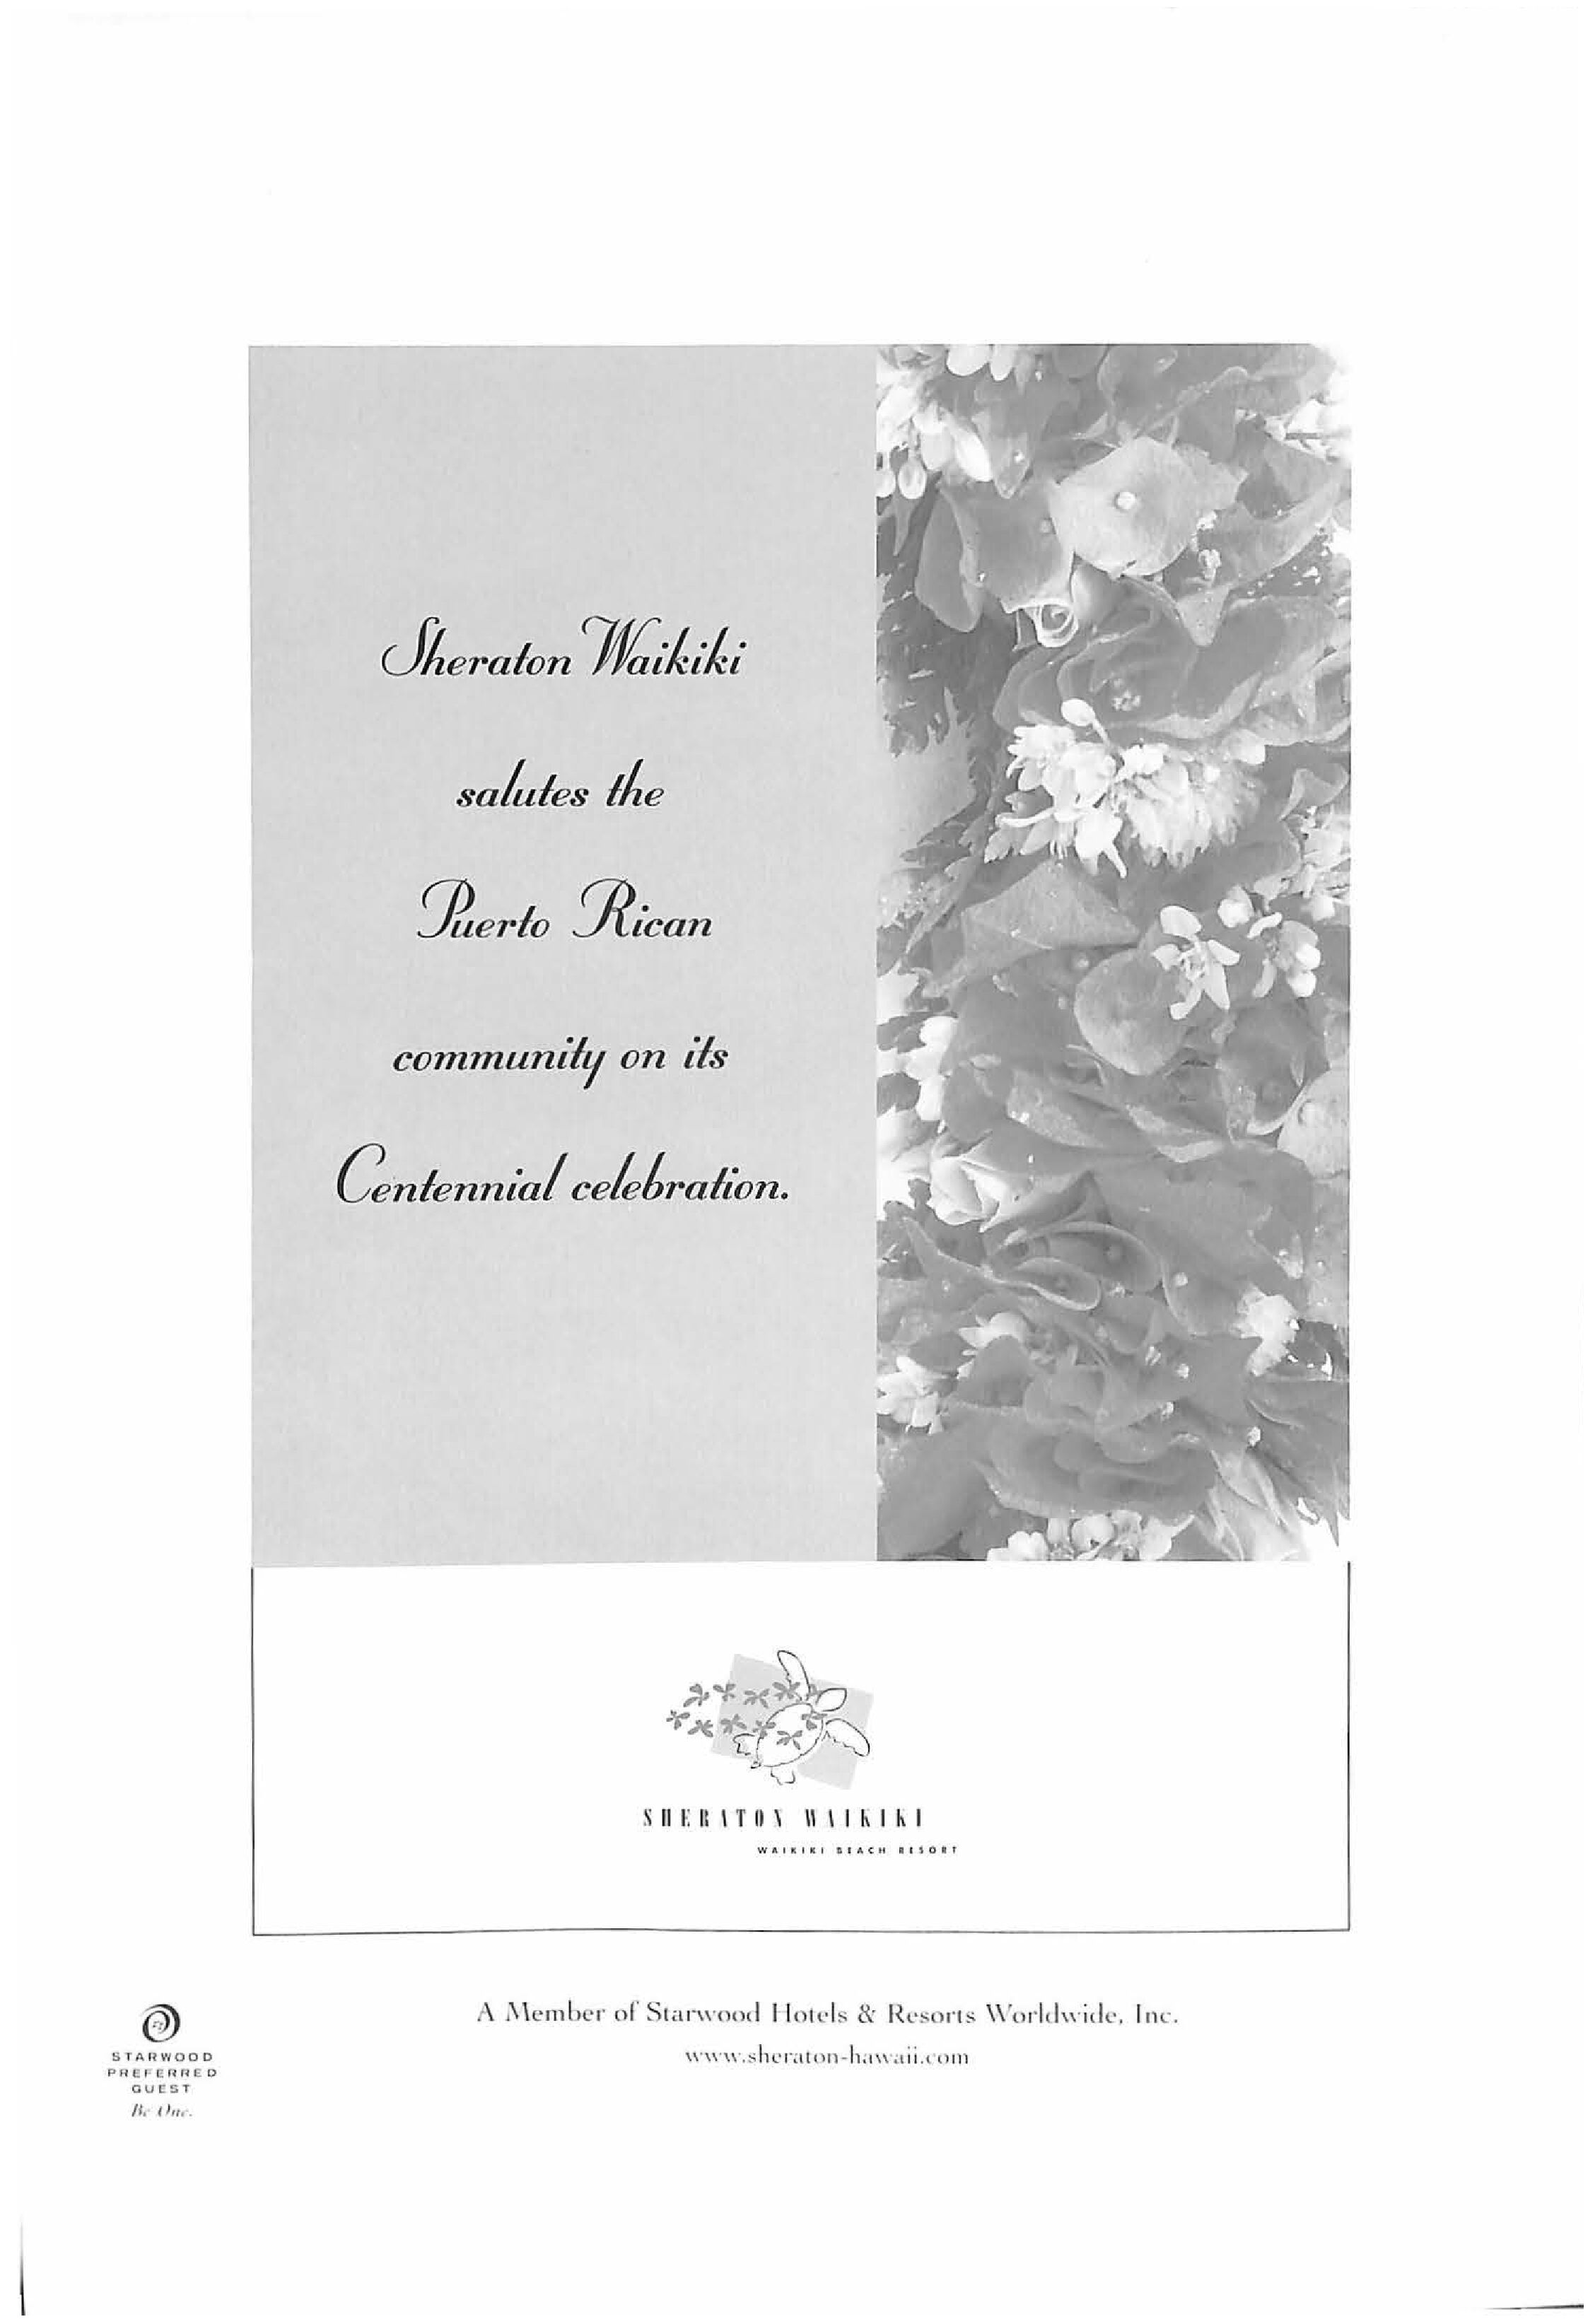 Sheraton Waikiki
salutes the
Puerto Rican
community on its
Centennial celebration.
SHERATON WAIKIKI
WAIKIKI BEACH RESORT
A Member of Starwood Hotels & Resorts Worldwide, Inc.
www.sheraton-hawaii.com
STARWOOD
PREFERRED
GUEST
Be One.